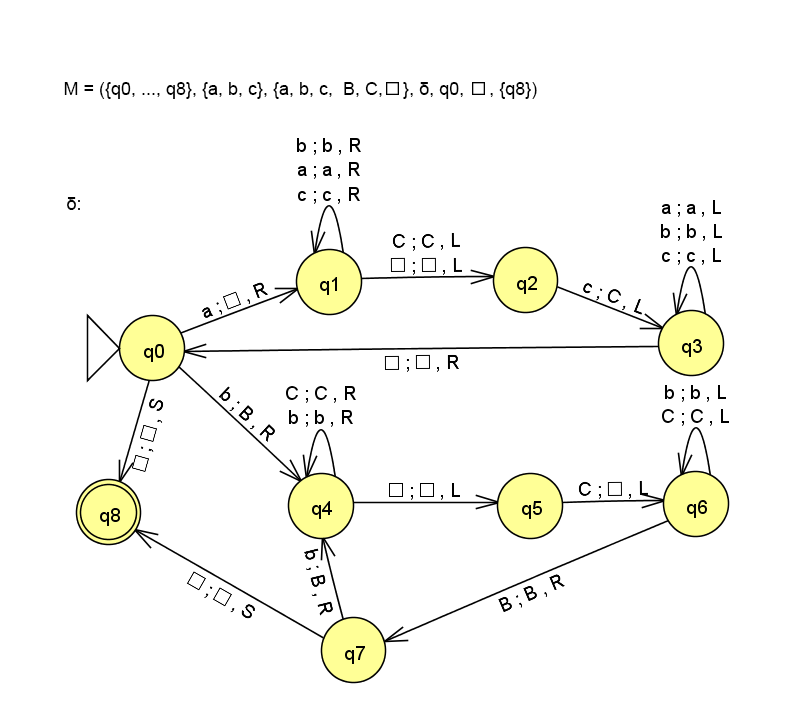 M = ({q0, ..., q8}, {a, b, c}, {a, b, c,  B, C,□}, δ, q0, □ , {q8})
δ:
b ; b , R
a ; a , R
c ; c , R
C ; C , L
□ ; □ , L
a ; a , L
b ; b , L
c ; c , L
q1
q2
a ; □ , R
c ; C , L
q0
q3
□ ; □ , R
b ; B , R
C ; C , R
b ; b , R
b ; b , L
C ; C , L
□ ; □ , S
□ ; □ , L
C ; □ , L
q8
q4
q5
q6
b ; B , R
B ; B , R
□ ; □ , S
q7